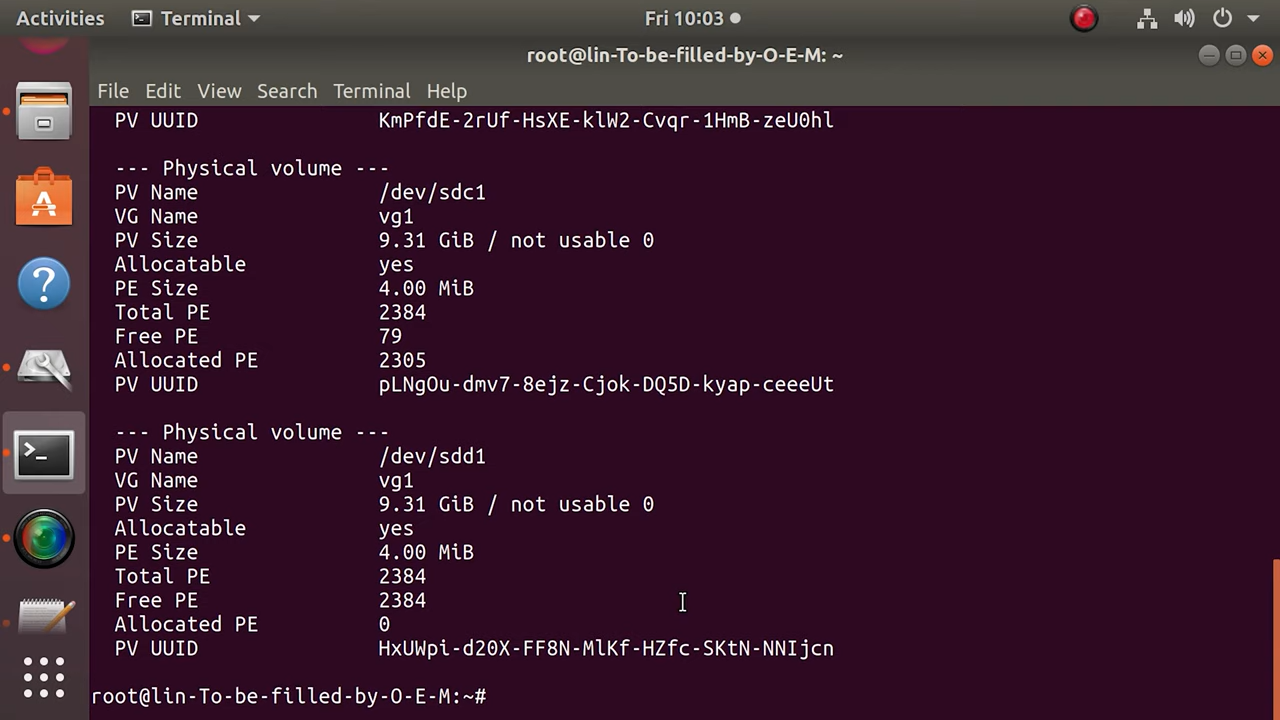 Activities Terminal Fri 10:03
root@lin-To-be-filled-by-O-E-M: ~
File Edit View Search Terminal Help
PV UUID KmPfdE-2rUf-HsXE-klW2-Cvqr-1HmB-zeU0hl
--- Physical volume ---
PV Name /dev/sdc1
VG Name vg1
PV Size 9.31 GiB / not usable 0
Allocatable yes
PE Size 4.00 MiB
Total PE 2384
Free PE 79
Allocated PE 2305
PV UUID pLNgOu-dmv7-8ejz-Cjok-DQ5D-kyap-ceeeUt
--- Physical volume ---
PV Name /dev/sdd1
VG Name vg1
PV Size 9.31 GiB / not usable 0
Allocatable yes
PE Size 4.00 MiB
Total PE 2384
Free PE 2384
Allocated PE 0
PV UUID HxUWpi-d20X-FF8N-MlKf-HZfc-SKtN-NNIjcn
root@lin-To-be-filled-by-O-E-M:~#